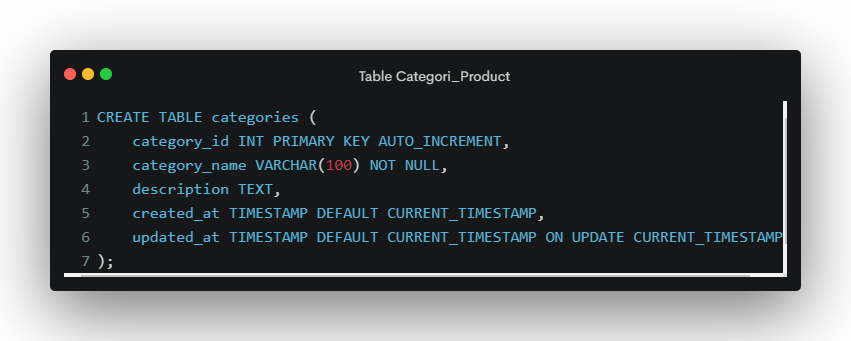 Table Categori_Product
1 CREATE TABLE categories (
2 category_id INT PRIMARY KEY AUTO_INCREMENT,
3 category_name VARCHAR(100) NOT NULL,
4 description TEXT,
5 created_at TIMESTAMP DEFAULT CURRENT_TIMESTAMP,
6 updated_at TIMESTAMP DEFAULT CURRENT_TIMESTAMP ON UPDATE CURRENT_TIMESTAMP
7 );